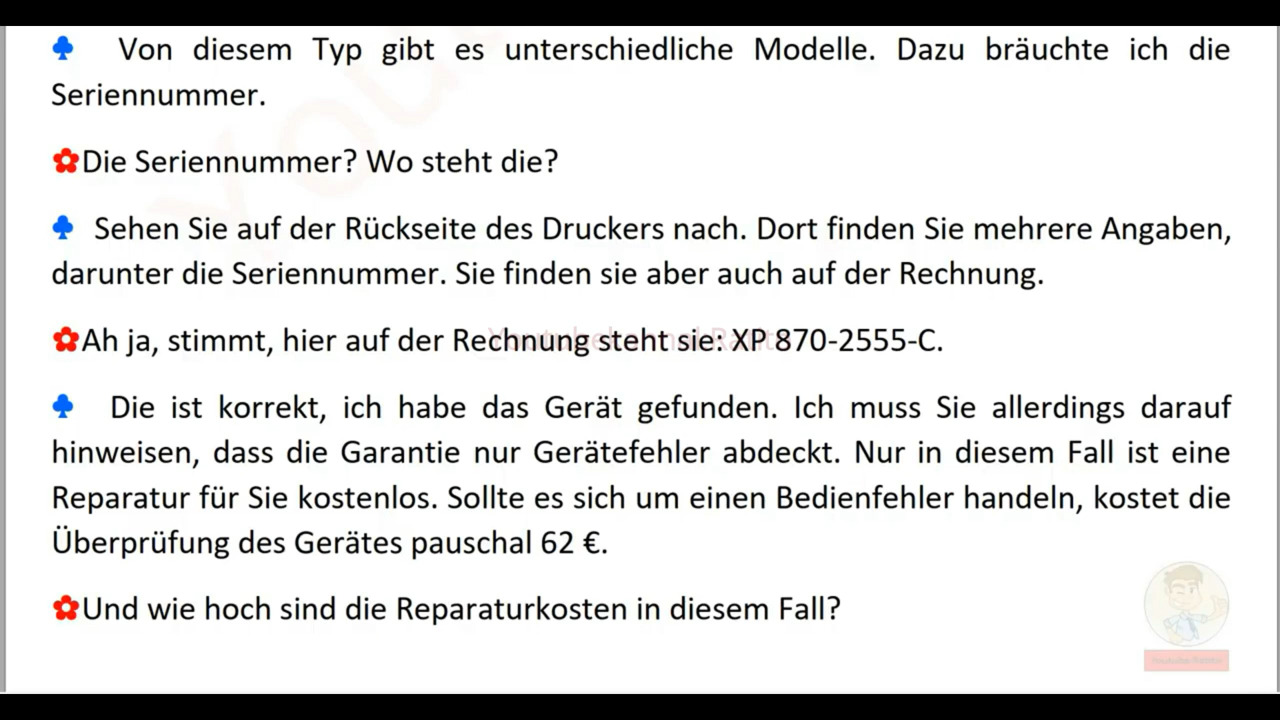 Von diesem Typ gibt es unterschiedliche Modelle. Dazu bräuchte ich die
Seriennummer.
Die Seriennummer? Wo steht die?
Sehen Sie auf der Rückseite des Druckers nach. Dort finden Sie mehrere Angaben,
darunter die Seriennummer. Sie finden sie aber auch auf der Rechnung.
Ah ja, stimmt, hier auf der Rechnung steht sie: XP 870-2555-C.
Die ist korrekt, ich habe das Gerät gefunden. Ich muss Sie allerdings darauf
hinweisen, dass die Garantie nur Gerätefehler abdeckt. Nur in diesem Fall ist eine
Reparatur für Sie kostenlos. Sollte es sich um einen Bedienfehler handeln, kostet die
Überprüfung des Gerätes pauschal 62 €.
Und wie hoch sind die Reparaturkosten in diesem Fall?